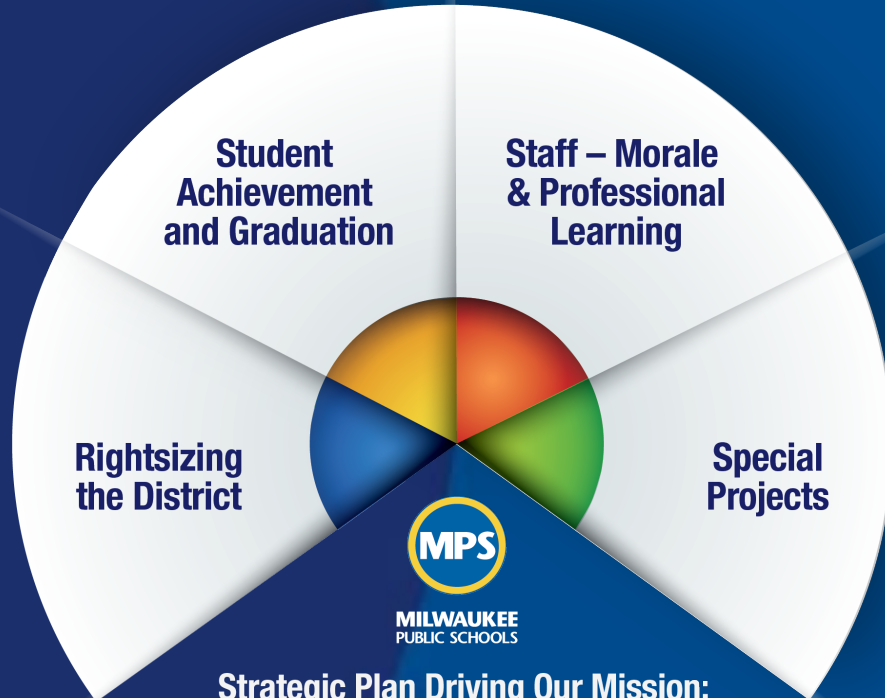 Student
Achievement
and Graduation
Staff – Morale
& Professional
Learning
Rightsizing
the District
Special
Projects
MPS
MILWAUKEE
PUBLIC SCHOOLS
Strategic Plan Driving Our Mission: